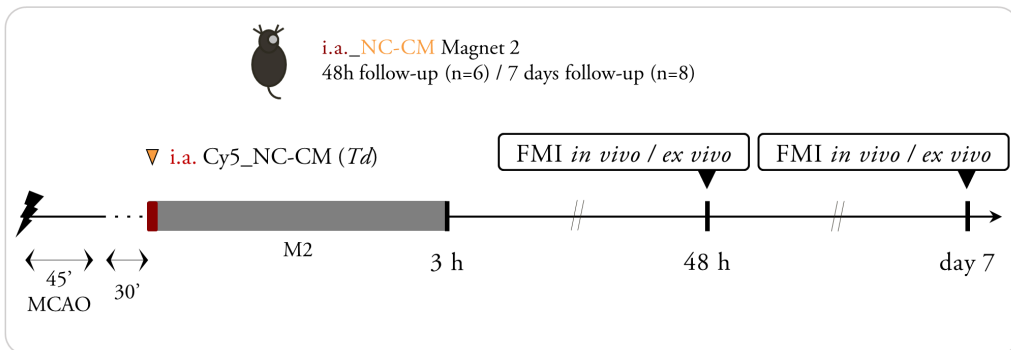 i.a._NC-CM Magnet 2
48h follow-up (n=6) / 7 days follow-up (n=8)
i.a. Cy5_NC-CM (Td)
FMI in vivo / ex vivo
FMI in vivo / ex vivo
M2
3 h
48 h
day 7
45’
MCAO
30’